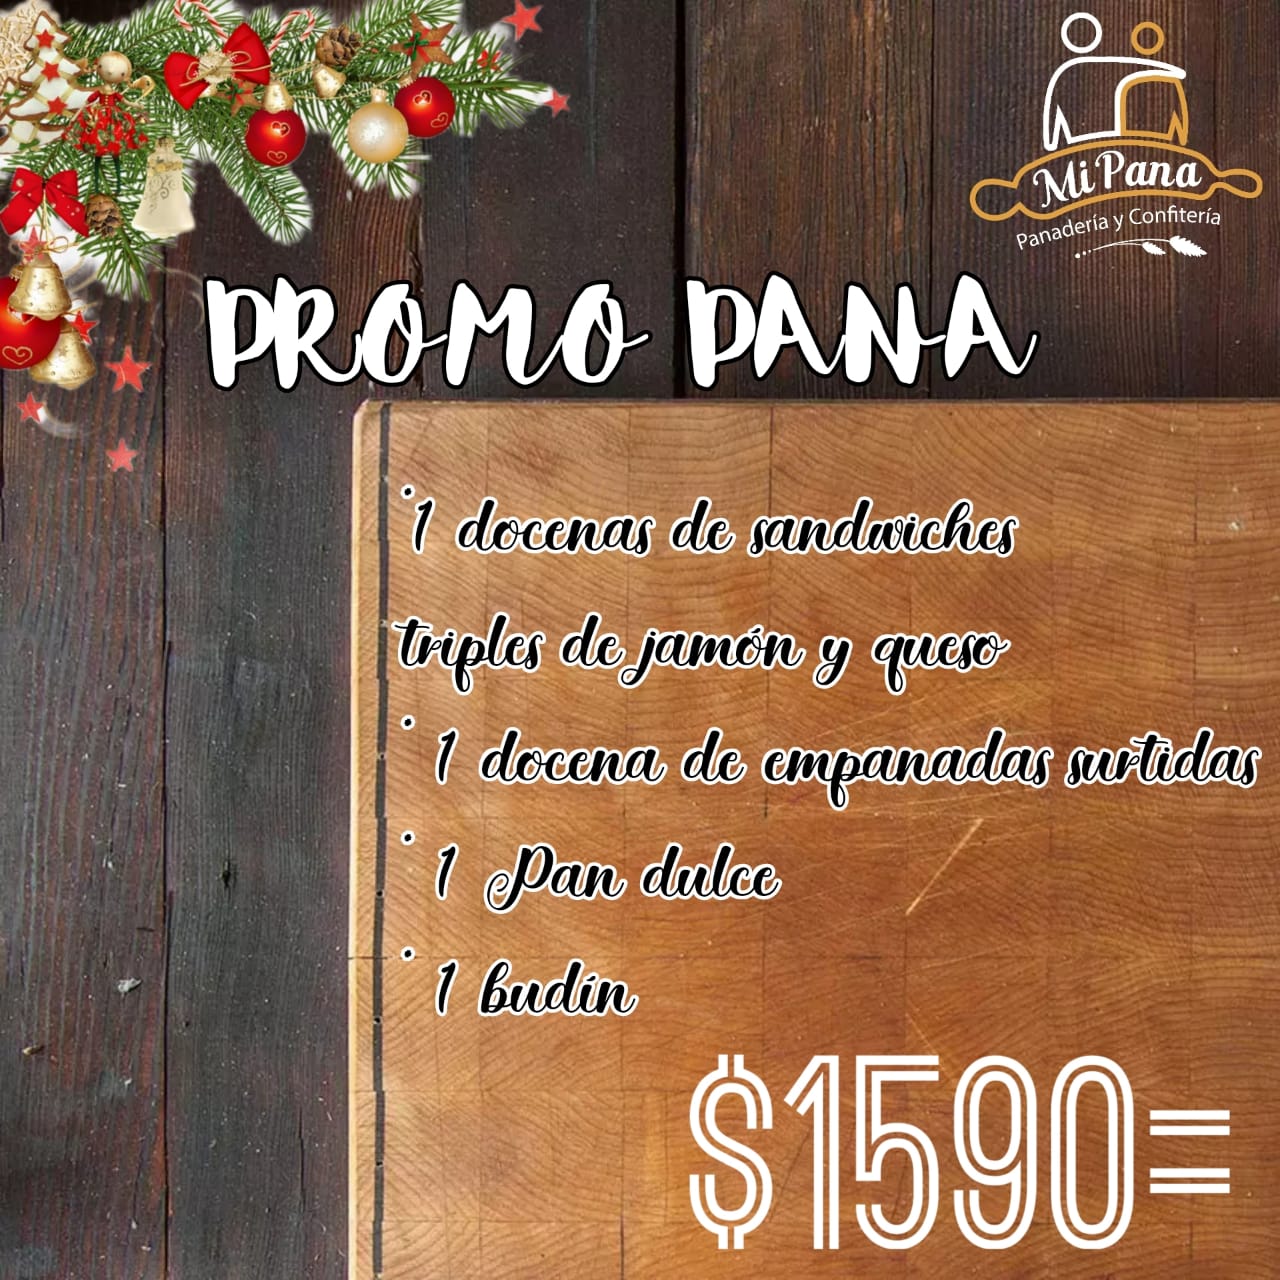 Mi Pana
Panadería y Confitería
PROMO PANA
•1 docenas de sandwiches
triples de jamón y queso
• 1 docena de empanadas surtidas
• 1 Pan dulce
• 1 budín
$1590=